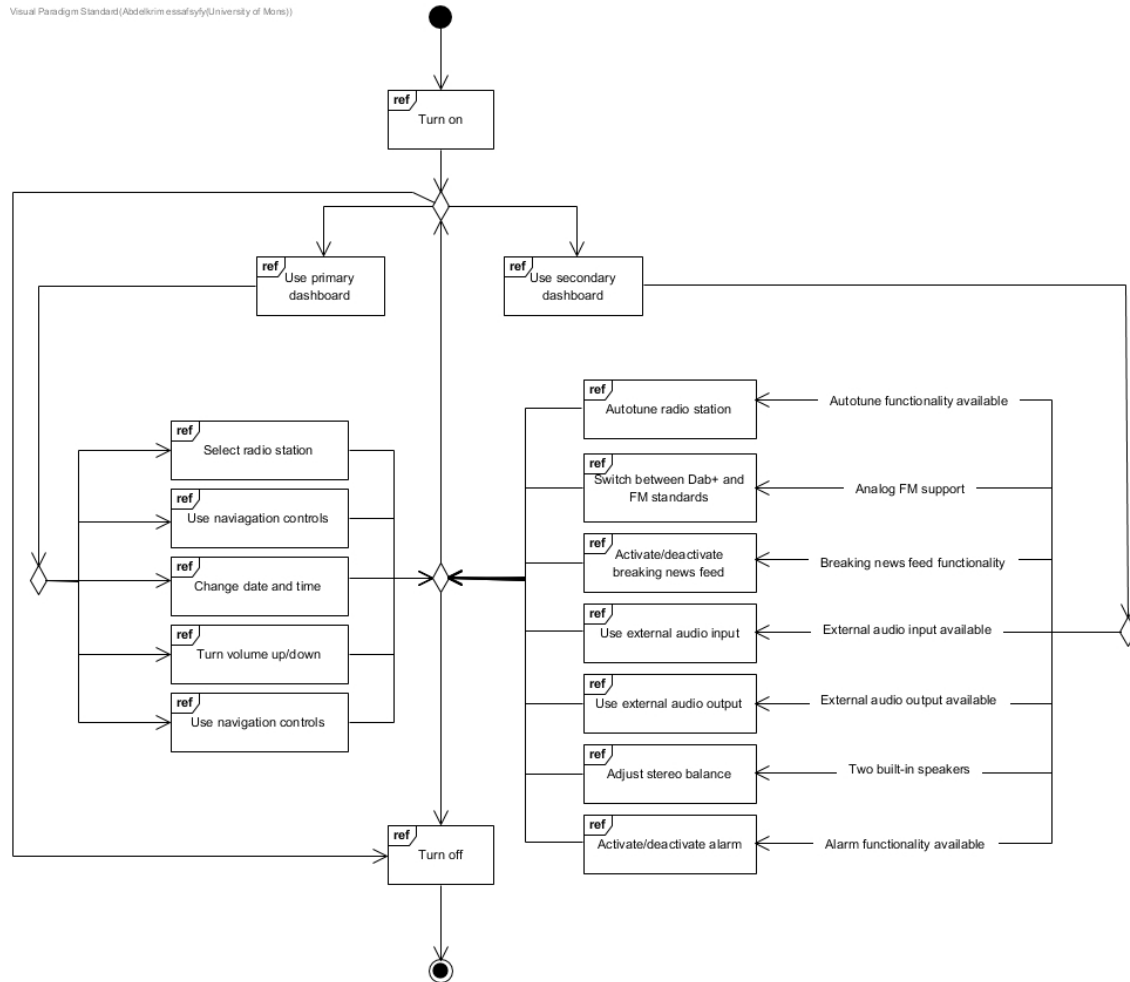 Visual Paradigm Standard(Abdelkrim essafsyfy(University of Mons))
ref
Turn on
ref
Use primary
dashboard
ref
Use secondary
dashboard
ref
Select radio station
ref
Use naviagation controls
ref
Change date and time
ref
Turn volume up/down
ref
Use navigation controls
ref
Autotune radio station
Autotune functionality available
ref
Switch between Dab+ and
FM standards
Analog FM support
ref
Activate/deactivate
breaking news feed
Breaking news feed functionality
ref
Use external audio input
External audio input available
ref
Use external audio output
External audio output available
ref
Adjust stereo balance
Two built-in speakers
ref
Activate/deactivate alarm
Alarm functionality available
ref
Turn off